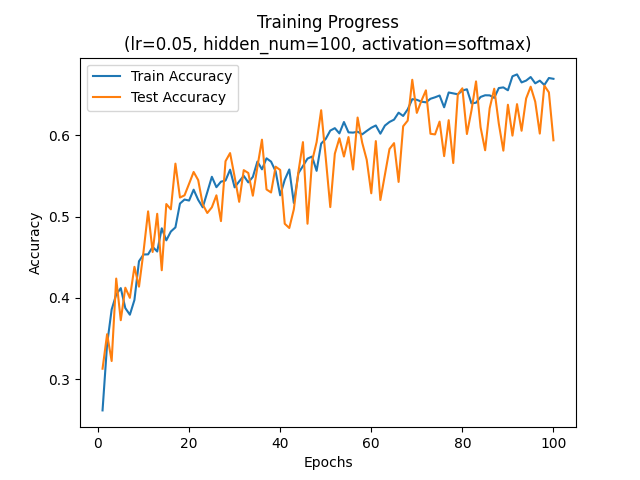 Training Progress
(lr=0.05, hidden_num=100, activation=softmax)
Train Accuracy
Test Accuracy
0.6
0.5
0.4
0.3
Accuracy
0
20
40
60
80
100
Epochs